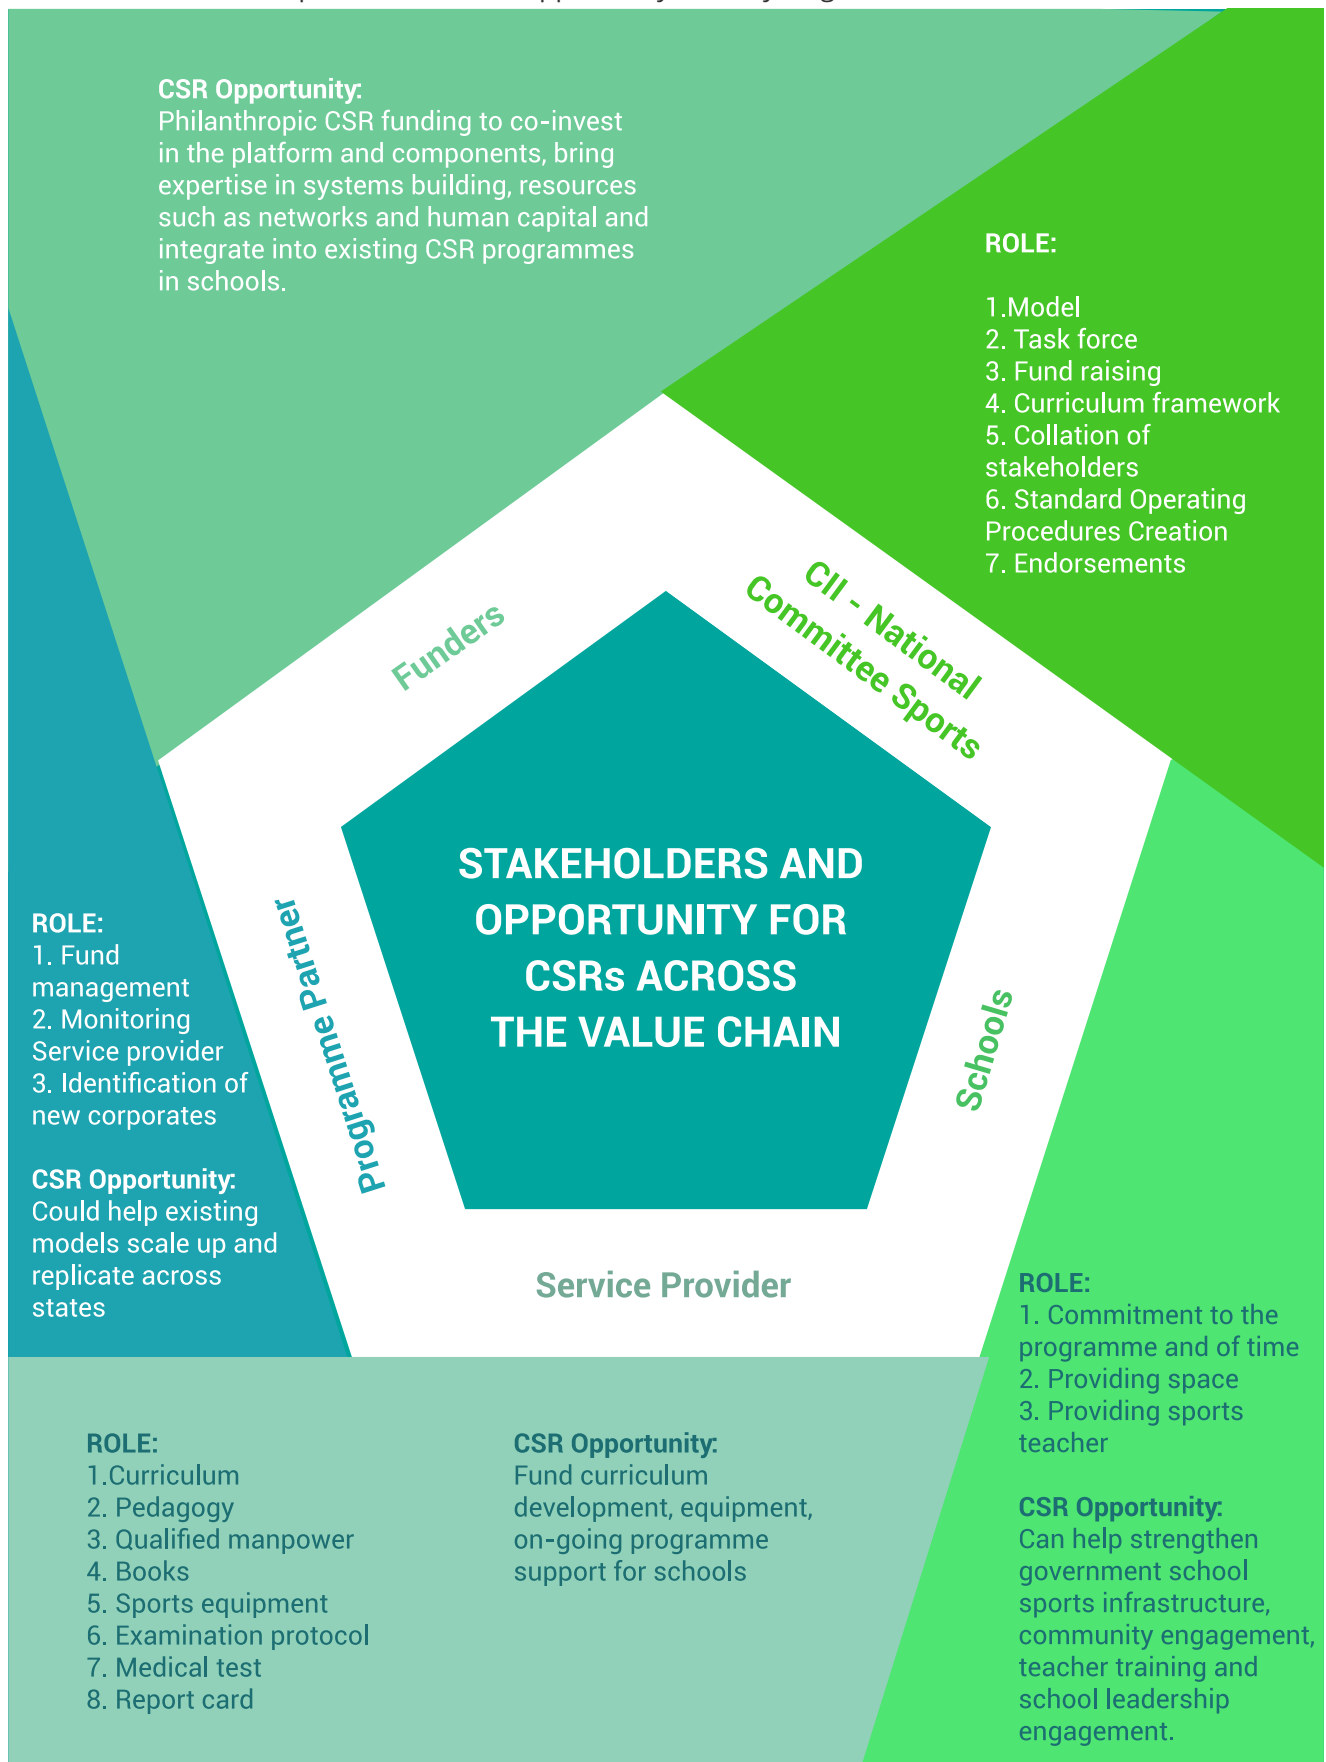 CSR Opportunity:
Philanthropic CSR funding to co-invest
in the platform and components, bring
expertise in systems building, resources
such as networks and human capital and
integrate into existing CSR programmes
in schools.
ROLE:
1.Model
2. Task force
3. Fund raising
4. Curriculum framework
5. Collation of
stakeholders
6. Standard Operating
Procedures Creation
7. Endorsements
Funders
CII - National
Committee Sports
STAKEHOLDERS AND
OPPORTUNITY FOR
CSRs ACROSS
THE VALUE CHAIN
Programme Partner
Schools
Service Provider
ROLE:
1. Fund
management
2. Monitoring
Service provider
3. Identification of
new corporates
CSR Opportunity:
Could help existing
models scale up and
replicate across
states
ROLE:
1. Commitment to the
programme and of time
2. Providing space
3. Providing sports
teacher
CSR Opportunity:
Can help strengthen
government school
sports infrastructure,
community engagement,
teacher training and
school leadership
engagement.
ROLE:
1.Curriculum
2. Pedagogy
3. Qualified manpower
4. Books
5. Sports equipment
6. Examination protocol
7. Medical test
8. Report card
CSR Opportunity:
Fund curriculum
development, equipment,
on-going programme
support for schools